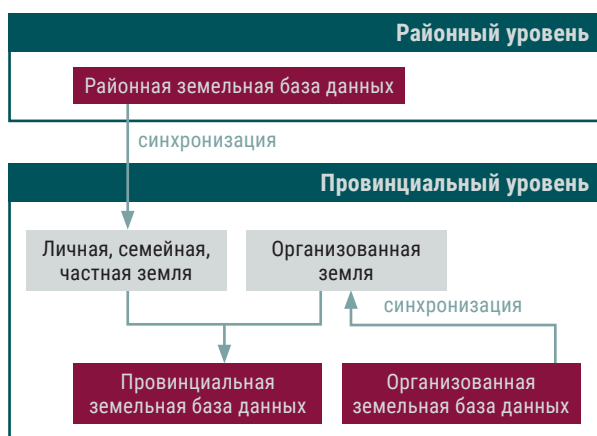 Районный уровень
Районная земельная база данных
синхронизация
Провинциальный уровень
Личная, семейная,
частная земля
Организованная
земля
синхронизация
Провинциальная
земельная база данных
Организованная
земельная база данных